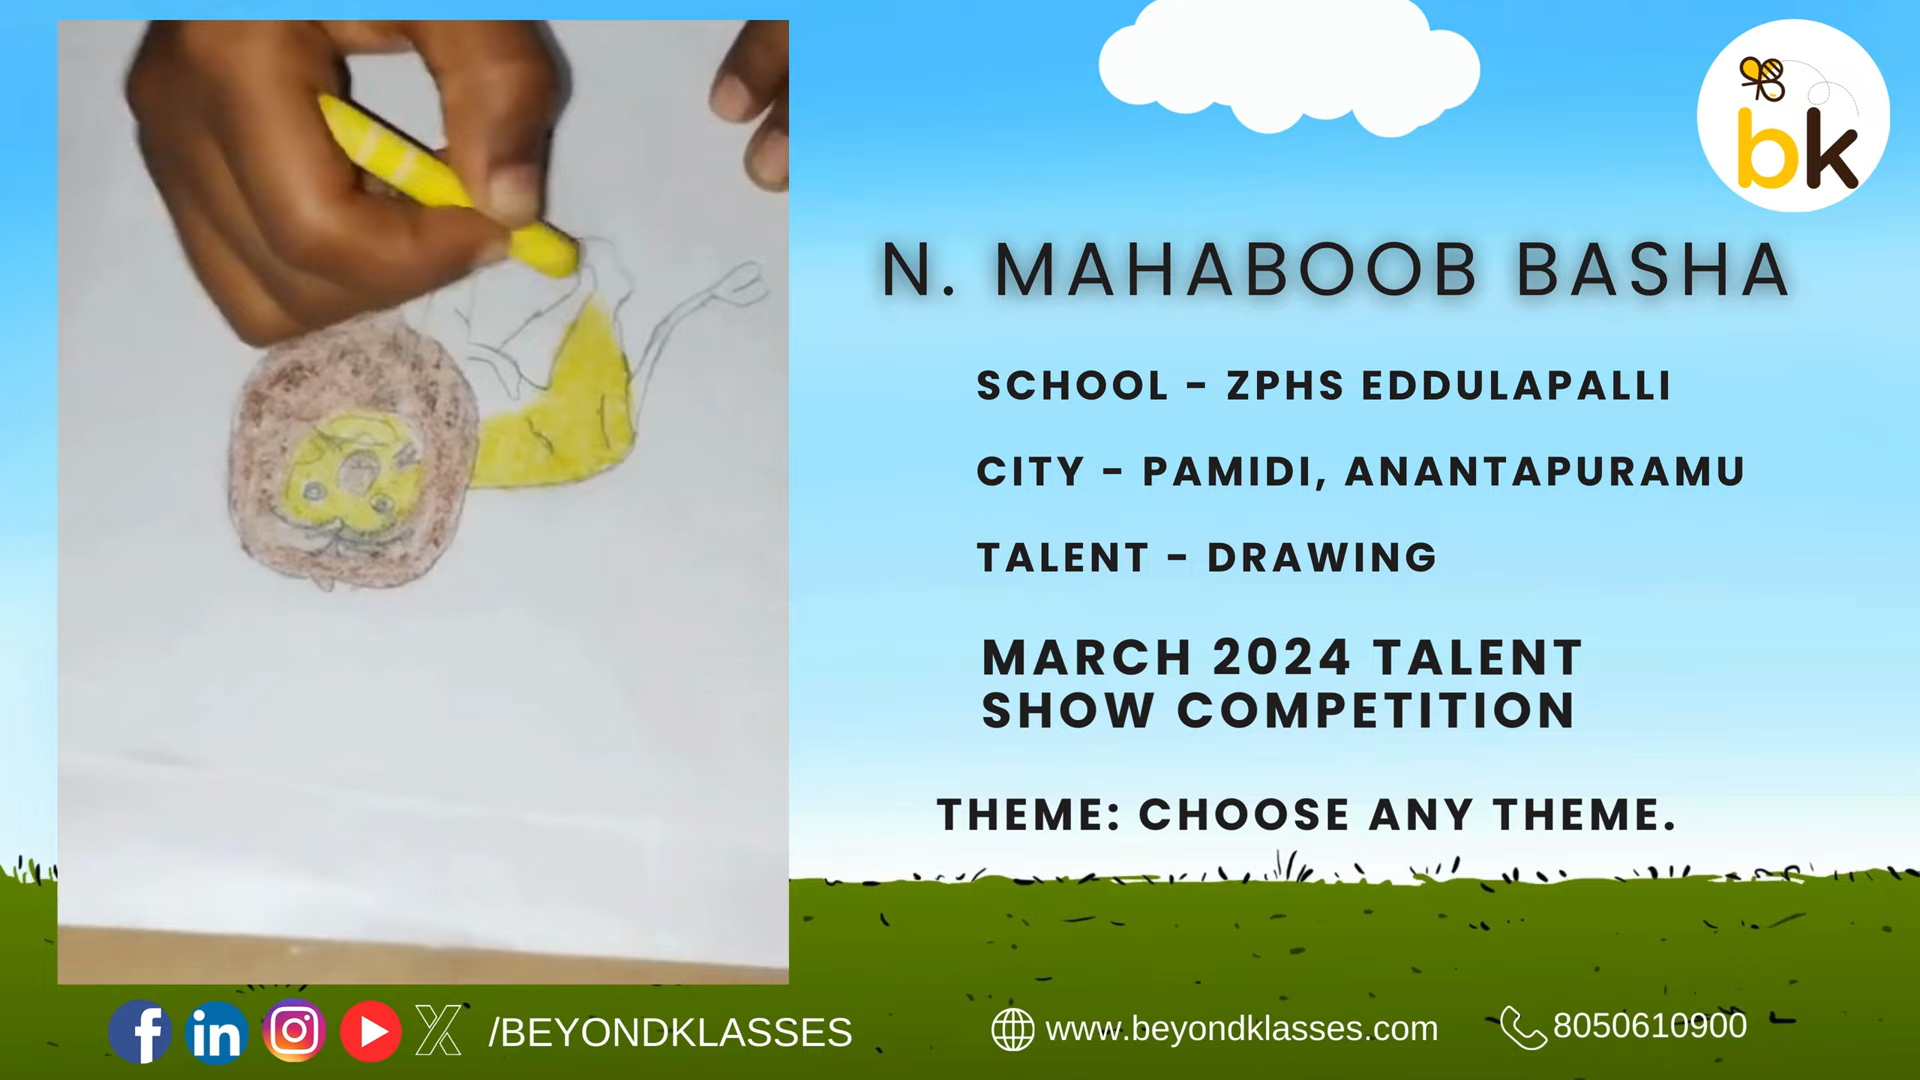 bk
N. MAHABOOB BASHA
SCHOOL - ZPHS EDDULAPALLI
CITY - PAMIDI, ANANTAPURAMU
TALENT - DRAWING
MARCH 2024 TALENT
SHOW COMPETITION
THEME: CHOOSE ANY THEME.
/BEYONDKLASSES
www.beyondklasses.com
8050610900